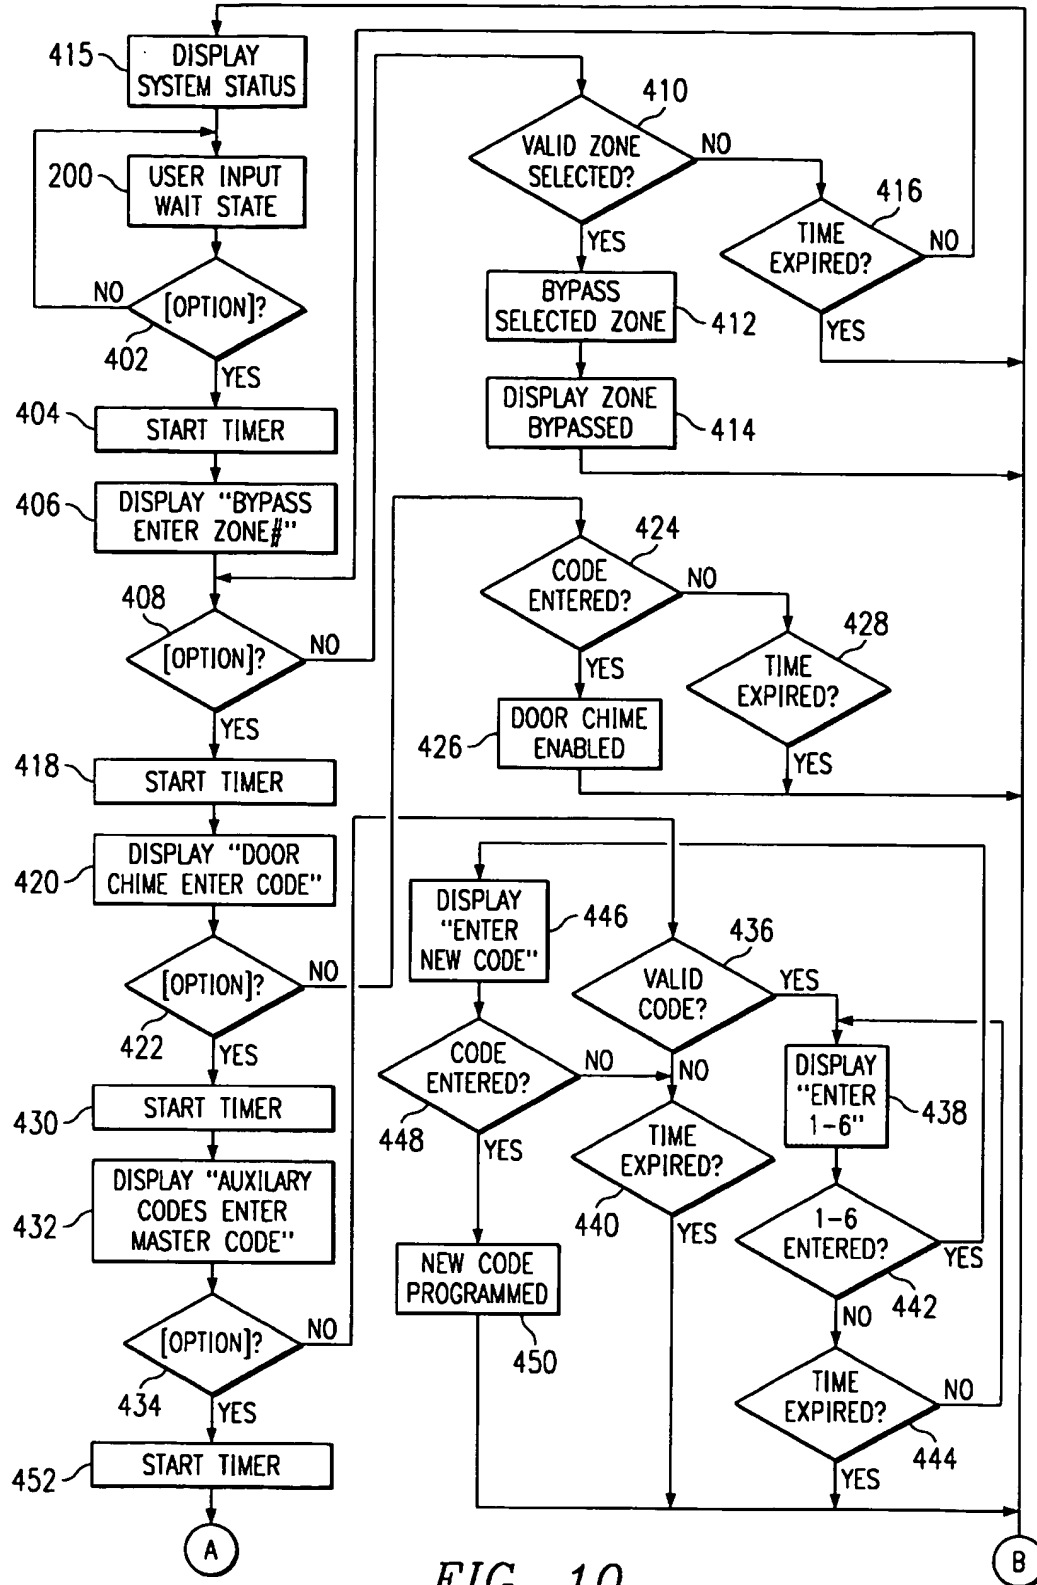 415
DISPLAY
SYSTEM STATUS
200
USER INPUT
WAIT STATE
NO
[OPTION]?
402
YES
404
START TIMER
406
DISPLAY "BYPASS
ENTER ZONE#"
408
[OPTION]?
NO
YES
418
START TIMER
420
DISPLAY "DOOR
CHIME ENTER CODE"
[OPTION]?
NO
422
YES
430
START TIMER
432
DISPLAY "AUXILARY
CODES ENTER
MASTER CODE"
[OPTION]?
NO
434
YES
452
START TIMER
A
410
VALID ZONE
SELECTED?
NO
YES
416
TIME
EXPIRED?
NO
YES
BYPASS
SELECTED ZONE
412
DISPLAY ZONE
BYPASSED
414
424
CODE
ENTERED?
NO
YES
428
TIME
EXPIRED?
YES
426
DOOR CHIME
ENABLED
DISPLAY
"ENTER
NEW CODE"
446
436
VALID
CODE?
YES
NO
CODE
ENTERED?
NO
448
YES
DISPLAY
"ENTER
1-6"
438
TIME
EXPIRED?
440
YES
1-6
ENTERED?
YES
442
NO
NEW CODE
PROGRAMMED
450
TIME
EXPIRED?
NO
444
YES
B
FIG. 10